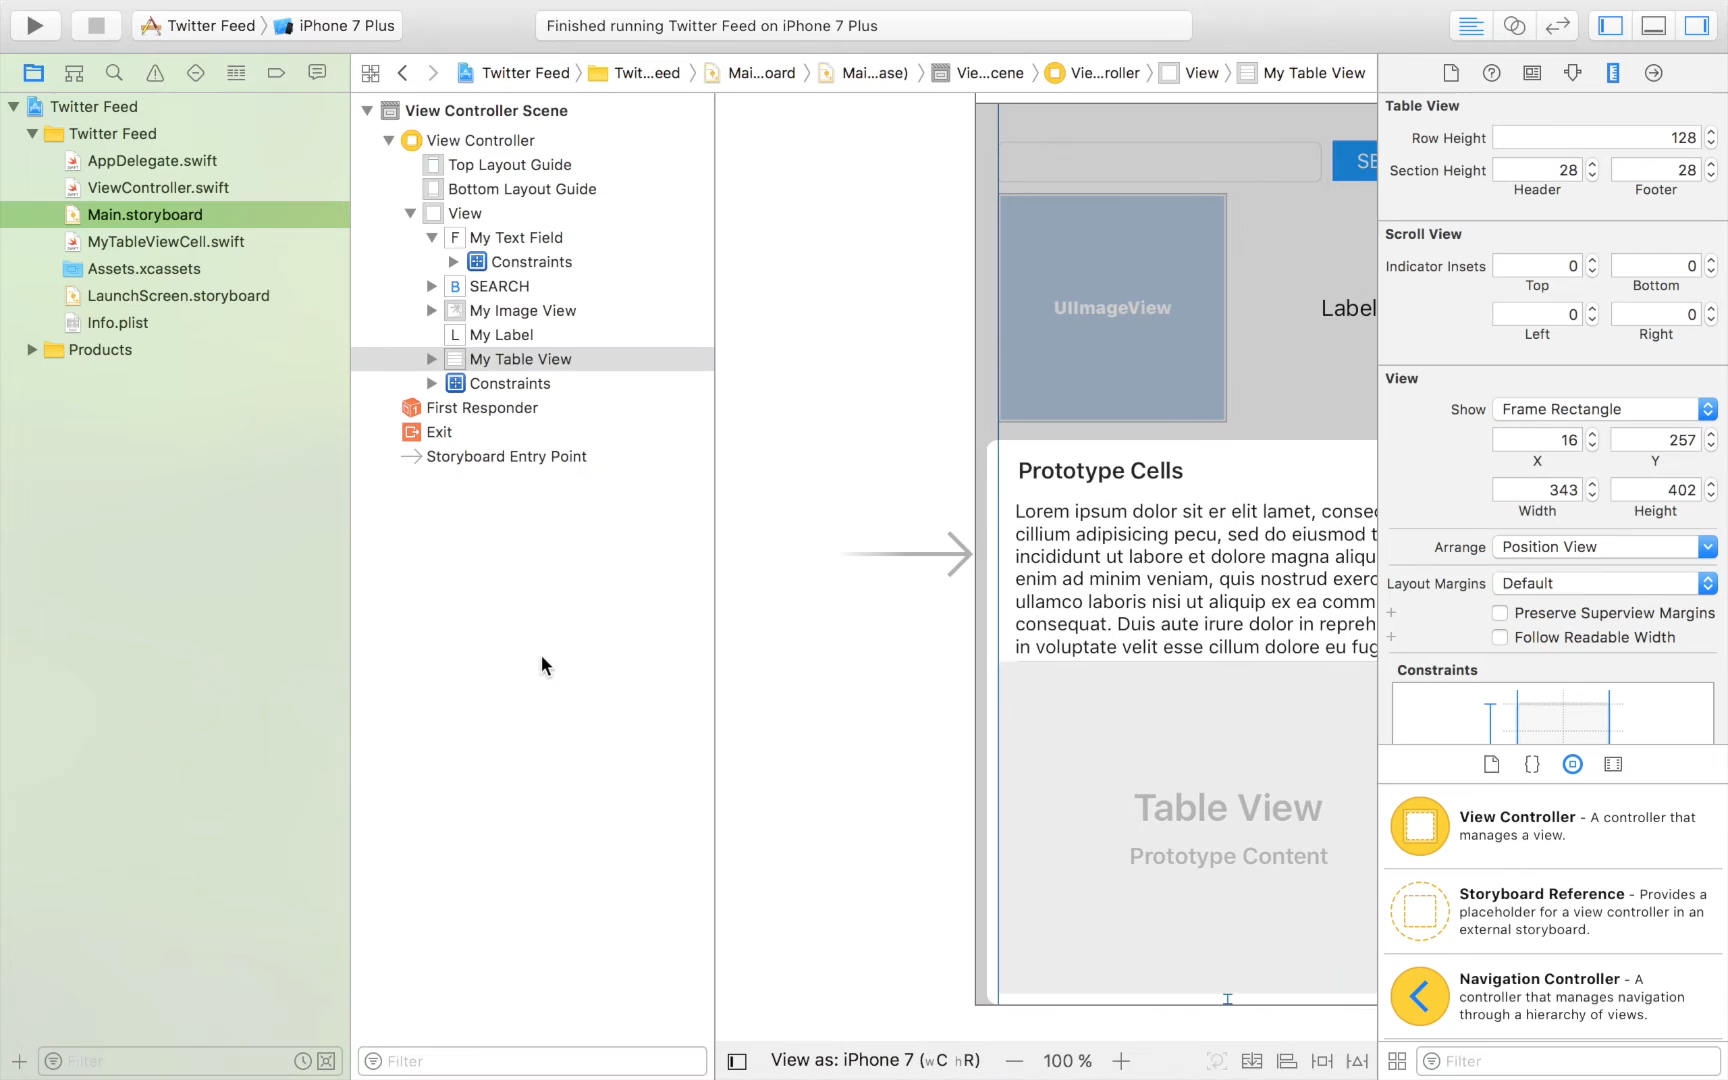 Twitter Feed iPhone 7 Plus
Finished running Twitter Feed on iPhone 7 Plus
Twitter Feed Twit...eed Mai...oard Mai...ase) Vie...cene Vie...roller View My Table View
Twitter Feed
Twitter Feed
AppDelegate.swift
ViewController.swift
Main.storyboard
MyTableViewCell.swift
Assets.xcassets
LaunchScreen.storyboard
Info.plist
Products
Filter
View Controller Scene
View Controller
Top Layout Guide
Bottom Layout Guide
View
F My Text Field
Constraints
B SEARCH
My Image View
L My Label
My Table View
Constraints
First Responder
Exit
Storyboard Entry Point
Filter
SE
UIImageView
Label
Prototype Cells
Lorem ipsum dolor sit er elit lamet, consec
cillium adipisicing pecu, sed do eiusmod t
incididunt ut labore et dolore magna aliqu
enim ad minim veniam, quis nostrud exerc
ullamco laboris nisi ut aliquip ex ea comm
consequat. Duis aute irure dolor in repreh
in voluptate velit esse cillum dolore eu fug
Table View
Prototype Content
View as: iPhone 7 (wC hR) — 100 % +
Table View
Row Height 128
Section Height 28 28
Header Footer
Scroll View
Indicator Insets 0 0
Top Bottom
0 0
Left Right
View
Show Frame Rectangle
16 257
X Y
343 402
Width Height
Arrange Position View
Layout Margins Default
+ Preserve Superview Margins
+ Follow Readable Width
Constraints
{}
View Controller - A controller that
manages a view.
Storyboard Reference - Provides a
placeholder for a view controller in an
external storyboard.
Navigation Controller - A
controller that manages navigation
through a hierarchy of views.
Filter